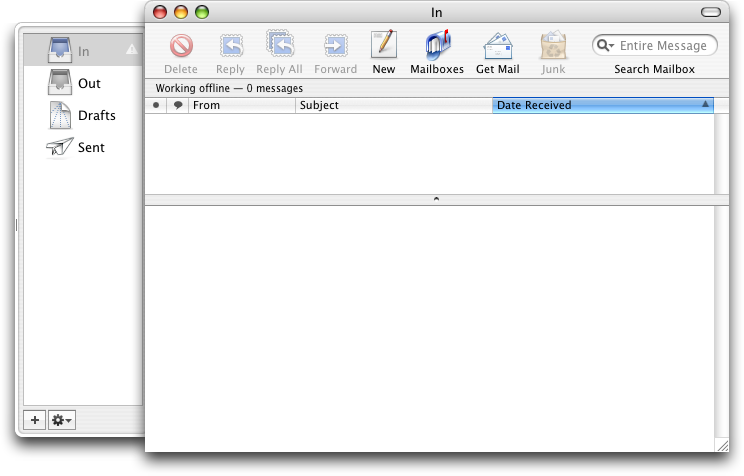 In
In
Out
Drafts
Sent
Delete Reply Reply All Forward New Mailboxes Get Mail Junk
Entire Message
Search Mailbox
Working offline — 0 messages
From Subject Date Received